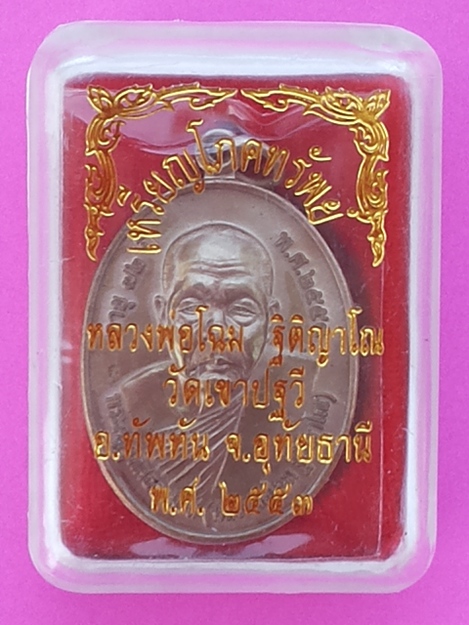 เหรียญโภคทรัพย์
หลวงพ่อโฉม ฐิติญาโณ
วัดเขาปฐวี
อ.ทัพทัน จ.อุทัยธานี
พ.ศ. ๒๕๕๓